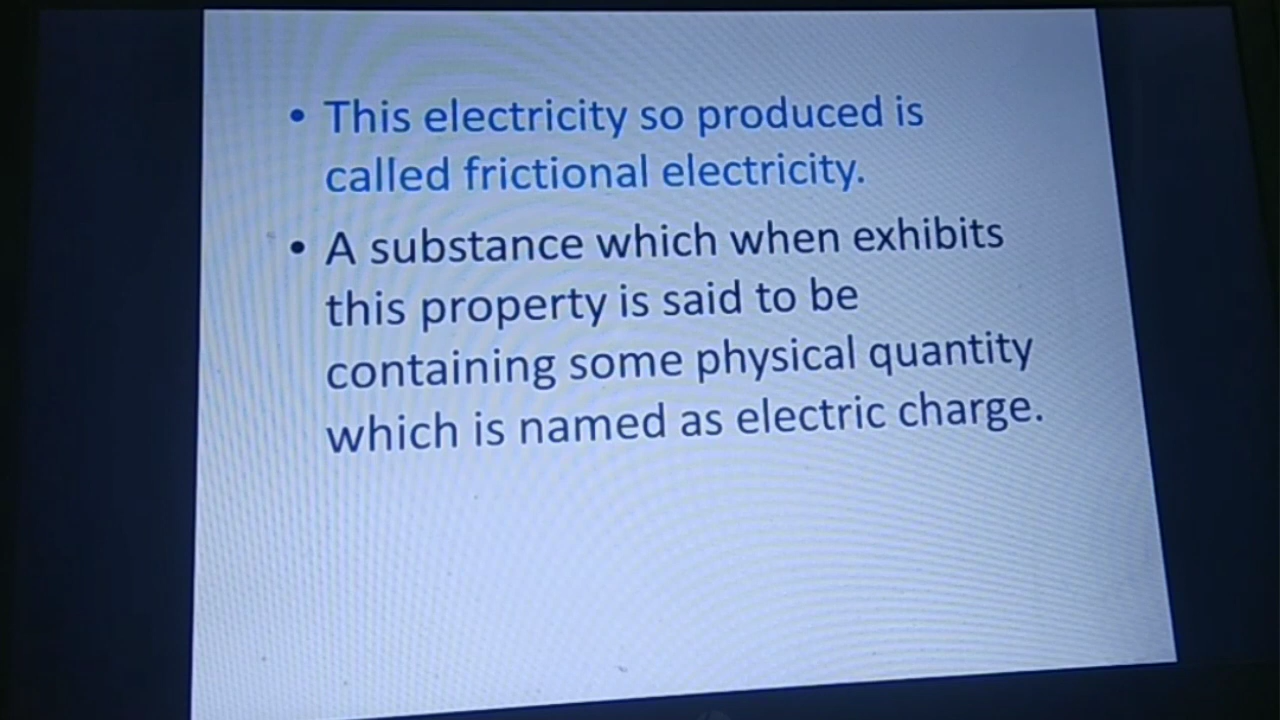 • This electricity so produced is
called frictional electricity.
• A substance which when exhibits
this property is said to be
containing some physical quantity
which is named as electric charge.